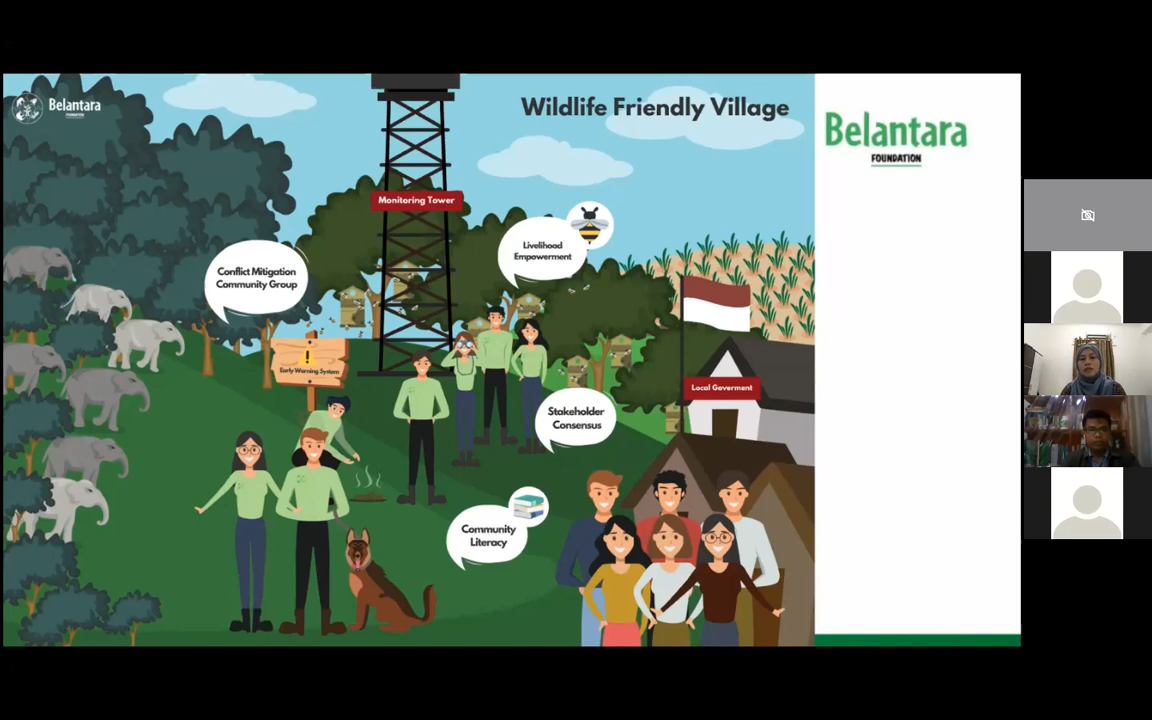 Belantara
FOUNDATION
Wildlife Friendly Village
Belantara
FOUNDATION
Monitoring Tower
Livelihood
Empowerment
Conflict Mitigation
Community Group
Early Warning System
Local Goverment
Stakeholder
Consensus
Community
Literacy